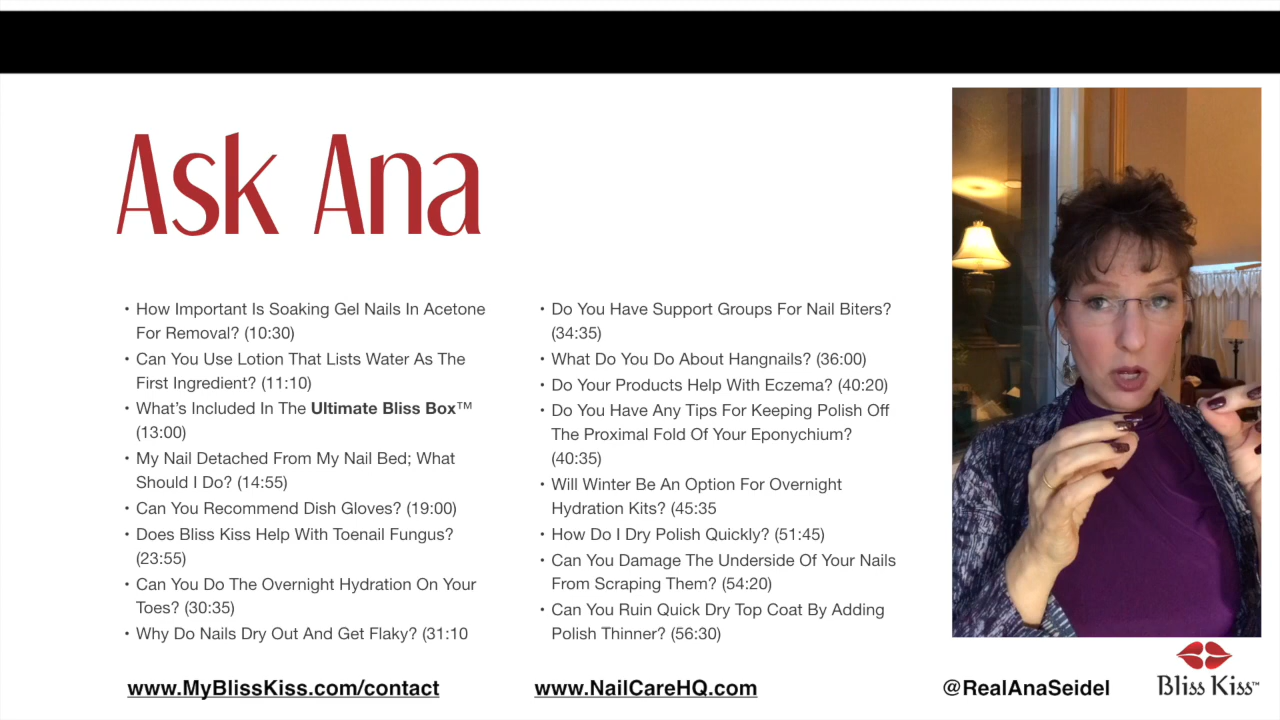 Ask Ana
• How Important Is Soaking Gel Nails In Acetone
For Removal? (10:30)
• Can You Use Lotion That Lists Water As The
First Ingredient? (11:10)
• What's Included In The Ultimate Bliss Box™
(13:00)
• My Nail Detached From My Nail Bed; What
Should I Do? (14:55)
• Can You Recommend Dish Gloves? (19:00)
• Does Bliss Kiss Help With Toenail Fungus?
(23:55)
• Can You Do The Overnight Hydration On Your
Toes? (30:35)
• Why Do Nails Dry Out And Get Flaky? (31:10
• Do You Have Support Groups For Nail Biters?
(34:35)
• What Do You Do About Hangnails? (36:00)
• Do Your Products Help With Eczema? (40:20)
• Do You Have Any Tips For Keeping Polish Off
The Proximal Fold Of Your Eponychium?
(40:35)
• Will Winter Be An Option For Overnight
Hydration Kits? (45:35
• How Do I Dry Polish Quickly? (51:45)
• Can You Damage The Underside Of Your Nails
From Scraping Them? (54:20)
• Can You Ruin Quick Dry Top Coat By Adding
Polish Thinner? (56:30)
www.MyBlissKiss.com/contact
www.NailCareHQ.com
@RealAnaSeidel
Bliss Kiss™